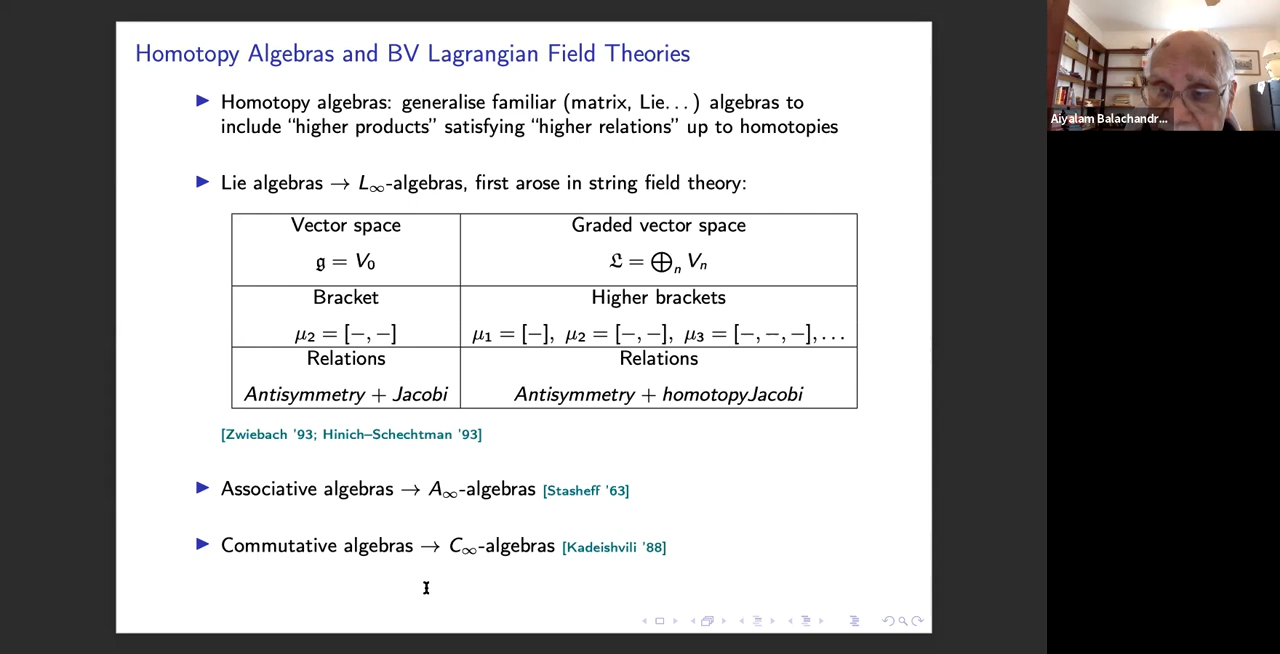 Homotopy Algebras and BV Lagrangian Field Theories
▶ Homotopy algebras: generalise familiar (matrix, Lie...) algebras to
include “higher products” satisfying “higher relations” up to homotopies
▶ Lie algebras → L∞-algebras, first arose in string field theory:
Vector space
𝔤 = V₀
Graded vector space
𝔏 = ⨁ₙ Vₙ
Bracket
μ₂ = [−, −]
Higher brackets
μ₁ = [−], μ₂ = [−, −], μ₃ = [−, −, −], ...
Relations
Antisymmetry + Jacobi
Relations
Antisymmetry + homotopyJacobi
[Zwiebach '93; Hinich–Schechtman '93]
▶ Associative algebras → A∞-algebras [Stasheff '63]
▶ Commutative algebras → C∞-algebras [Kadeishvili '88]
Aiyalam Balachandr...